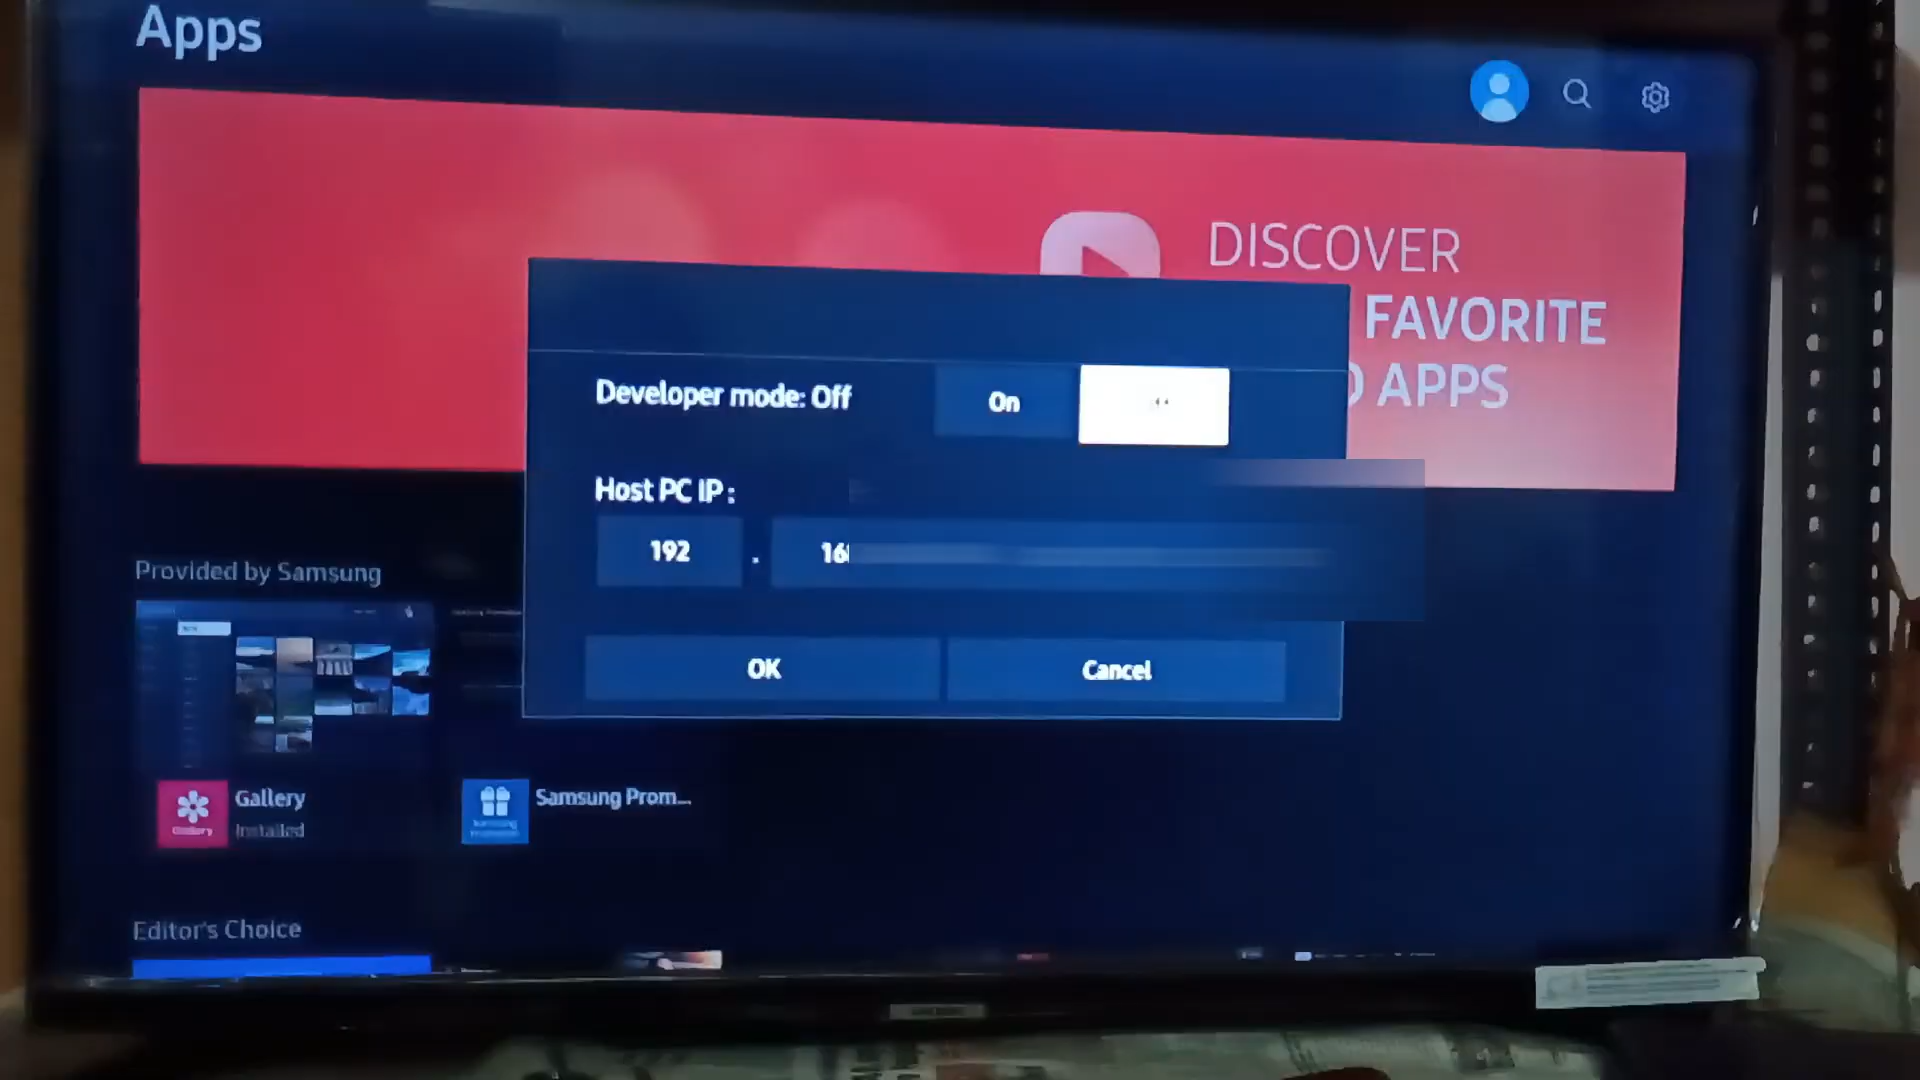 Apps
DISCOVER
FAVORITE
APPS
Developer mode: Off
On
Host PC IP :
192 . 16
OK
Cancel
Provided by Samsung
Gallery
Installed
Samsung Prom...
Editor's Choice